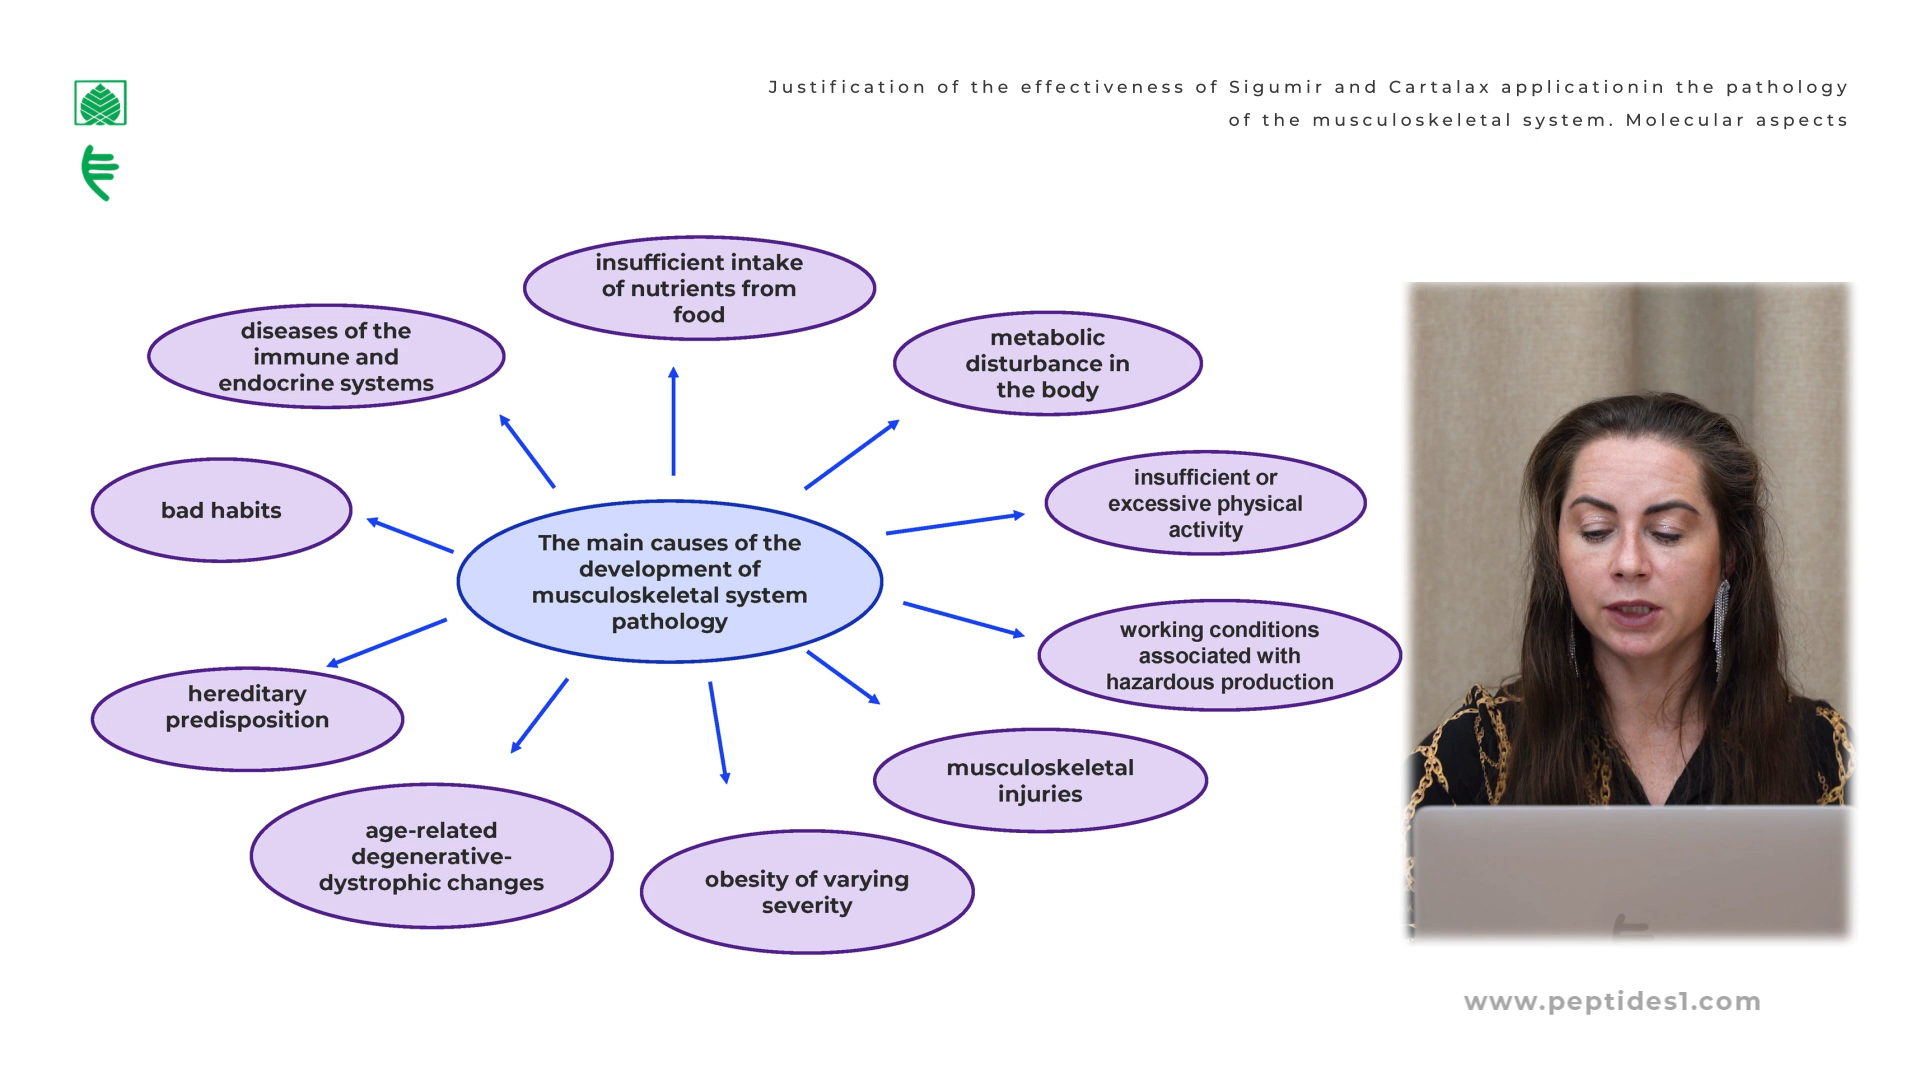 Justification of the effectiveness of Sigumir and Cartalax applicationin the pathology
of the musculoskeletal system. Molecular aspects
insufficient intake
of nutrients from
food
diseases of the
immune and
endocrine systems
metabolic
disturbance in
the body
bad habits
insufficient or
excessive physical
activity
The main causes of the
development of
musculoskeletal system
pathology
working conditions
associated with
hazardous production
hereditary
predisposition
musculoskeletal
injuries
age-related
degenerative-
dystrophic changes
obesity of varying
severity
www.peptides1.com